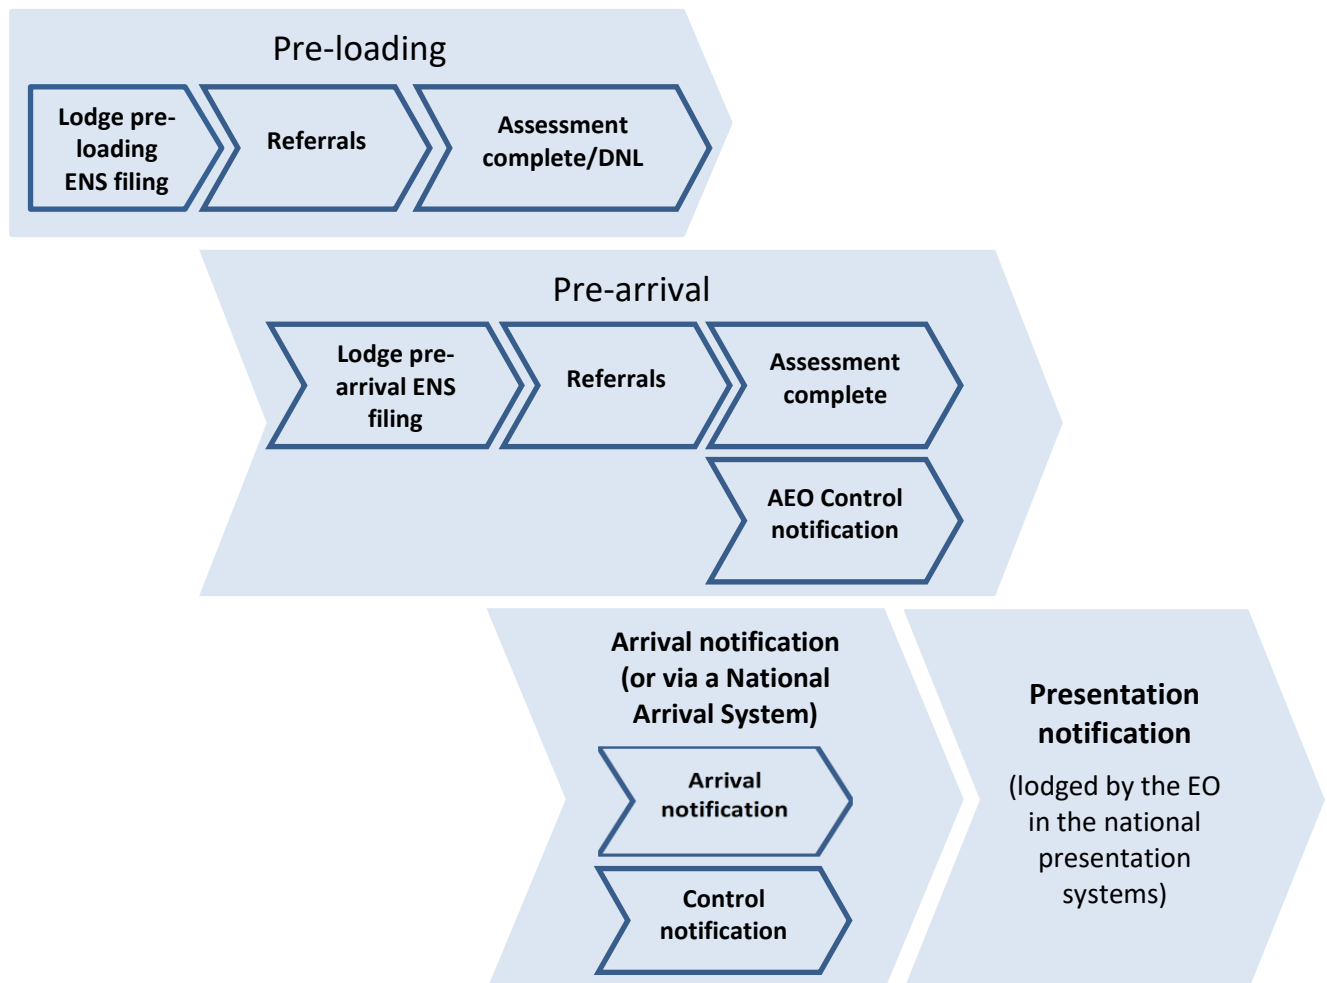 Pre-loading
Lodge pre-
loading
ENS filing
Referrals
Assessment
complete/DNL
Pre-arrival
Lodge pre-
arrival ENS
filing
Referrals
Assessment
complete
AEO Control
notification
Arrival notification
(or via a National
Arrival System)
Arrival
notification
Control
notification
Presentation
notification
(lodged by the EO
in the national
presentation
systems)